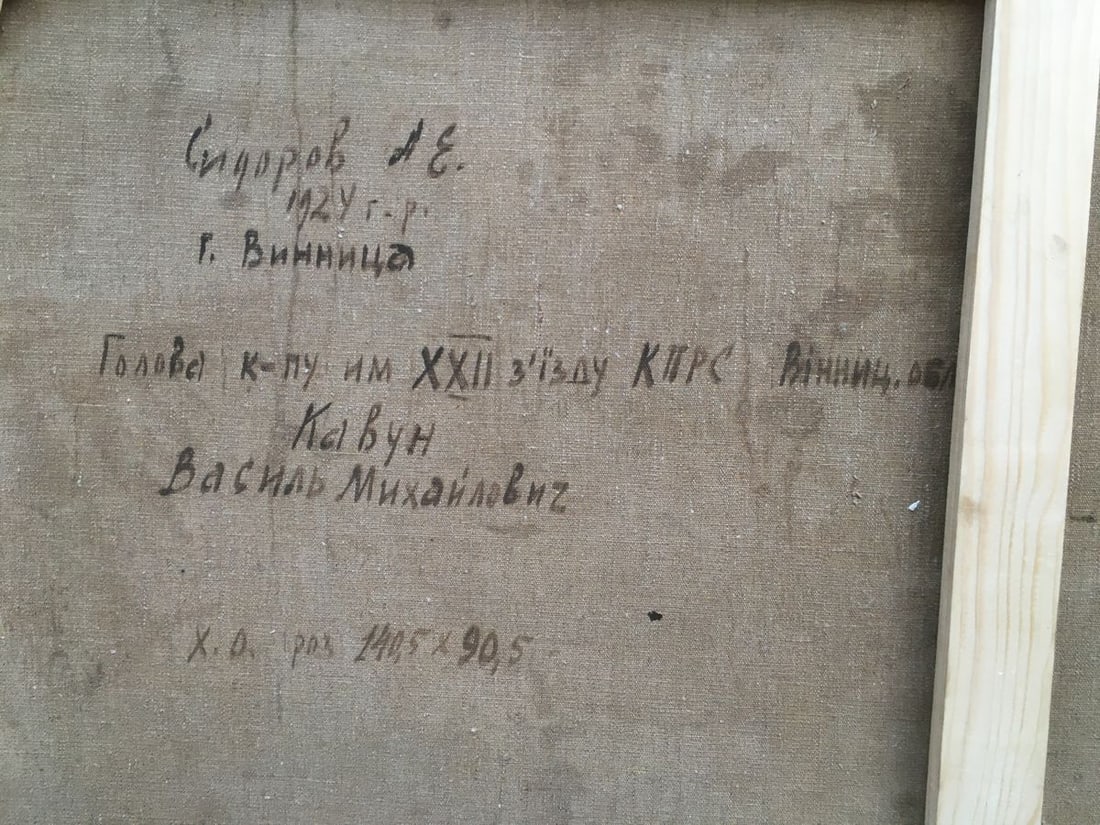 Сидоров А Е.
1924 г.р.
г. Винница
Голова к-пу им XXII з'їзду КПРС Вінниц. обл
Кавун
Василь Михайлович
Х.О. роз 140,5 x 90,5